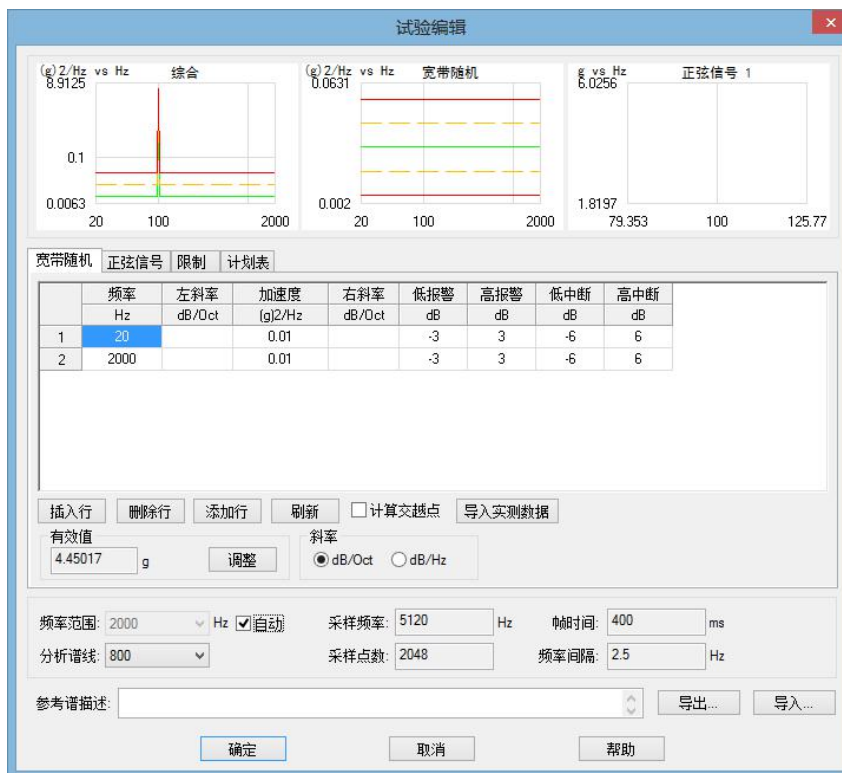 试验编辑
(g)2/Hz vs Hz 综合
8.9125
0.1
0.0063
20 100 2000
(g)2/Hz vs Hz 宽带随机
0.0631
0.002
20 100 2000
g vs Hz 正弦信号 1
6.0256
1.8197
79.353 100 125.77
宽带随机 正弦信号 限制 计划表
频率 左斜率 加速度 右斜率 低报警 高报警 低中断 高中断
Hz dB/Oct (g)2/Hz dB/Oct dB dB dB dB
1 20 0.01 -3 3 -6 6
2 2000 0.01 -3 3 -6 6
插入行 删除行 添加行 刷新 计算交越点 导入实测数据
有效值 斜率
4.45017 g 调整 dB/Oct dB/Hz
频率范围: 2000 Hz 自动 采样频率: 5120 Hz 帧时间: 400 ms
分析谱线: 800 采样点数: 2048 频率间隔: 2.5 Hz
参考谱描述: 导出... 导入...
确定 取消 帮助